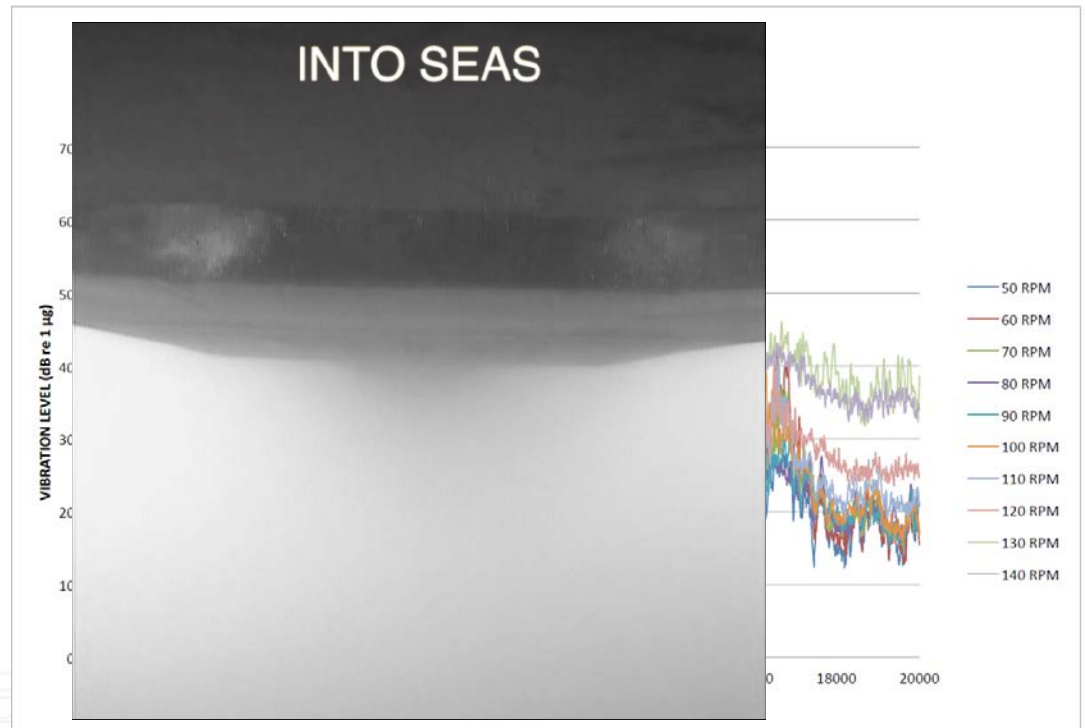 INTO SEAS
70
60
50
40
30
20
10
0
VIBRATION LEVEL (dB re 1 µg)
0
18000
20000
50 RPM
60 RPM
70 RPM
80 RPM
90 RPM
100 RPM
110 RPM
120 RPM
130 RPM
140 RPM